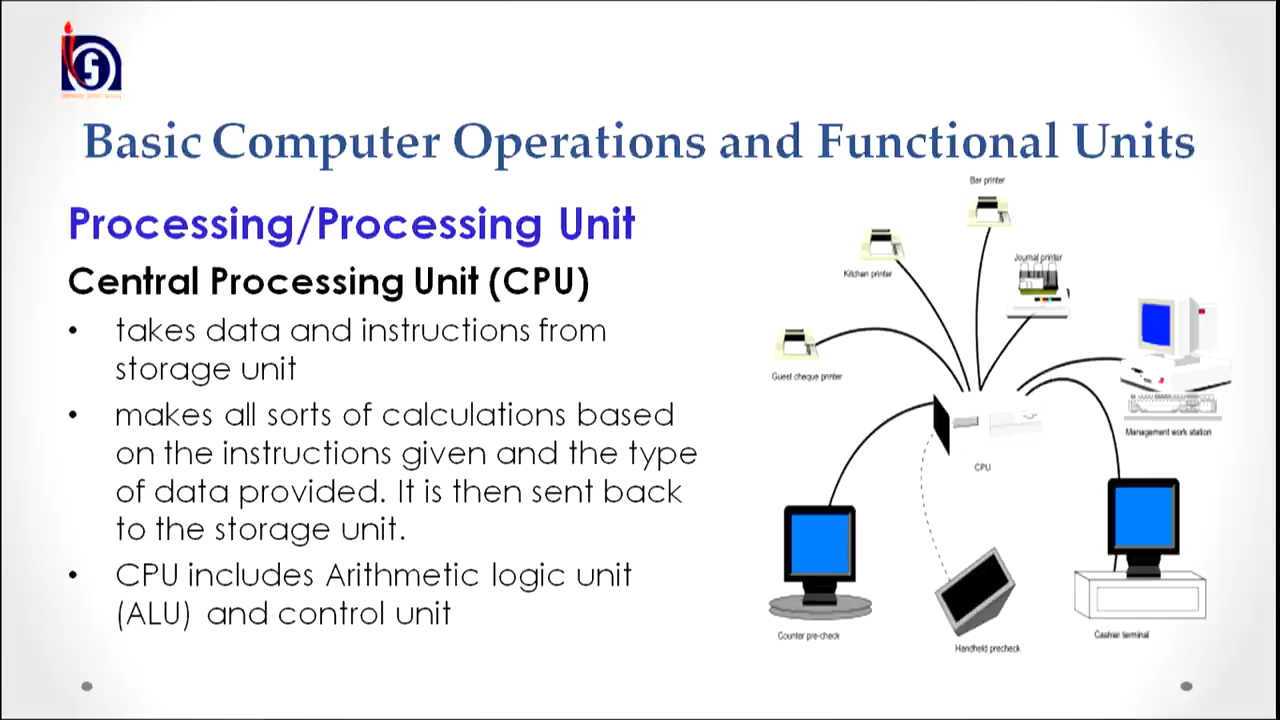 Basic Computer Operations and Functional Units
Processing/Processing Unit
Central Processing Unit (CPU)
• takes data and instructions from
storage unit
• makes all sorts of calculations based
on the instructions given and the type
of data provided. It is then sent back
to the storage unit.
• CPU includes Arithmetic logic unit
(ALU) and control unit
Bar printer
Kitchen printer
Journal printer
Guest cheque printer
Management work station
CPU
Counter pre-check
Handheld precheck
Cashier terminal